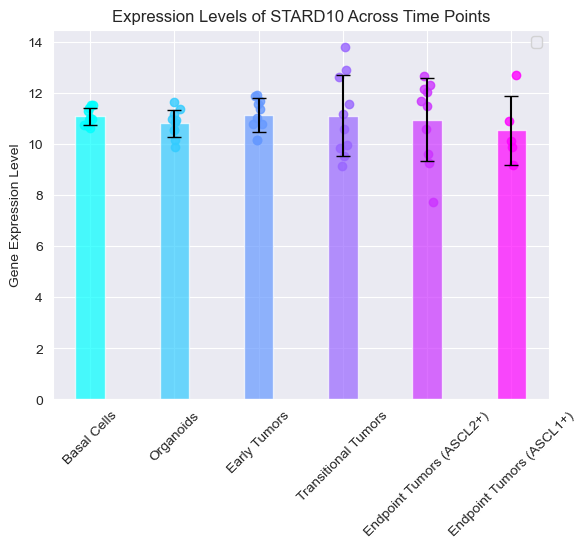 Expression Levels of STARD10 Across Time Points
Gene Expression Level
14
12
10
8
6
4
2
0
Basal Cells
Organoids
Early Tumors
Transitional Tumors
Endpoint Tumors (ASCL2+)
Endpoint Tumors (ASCL1+)